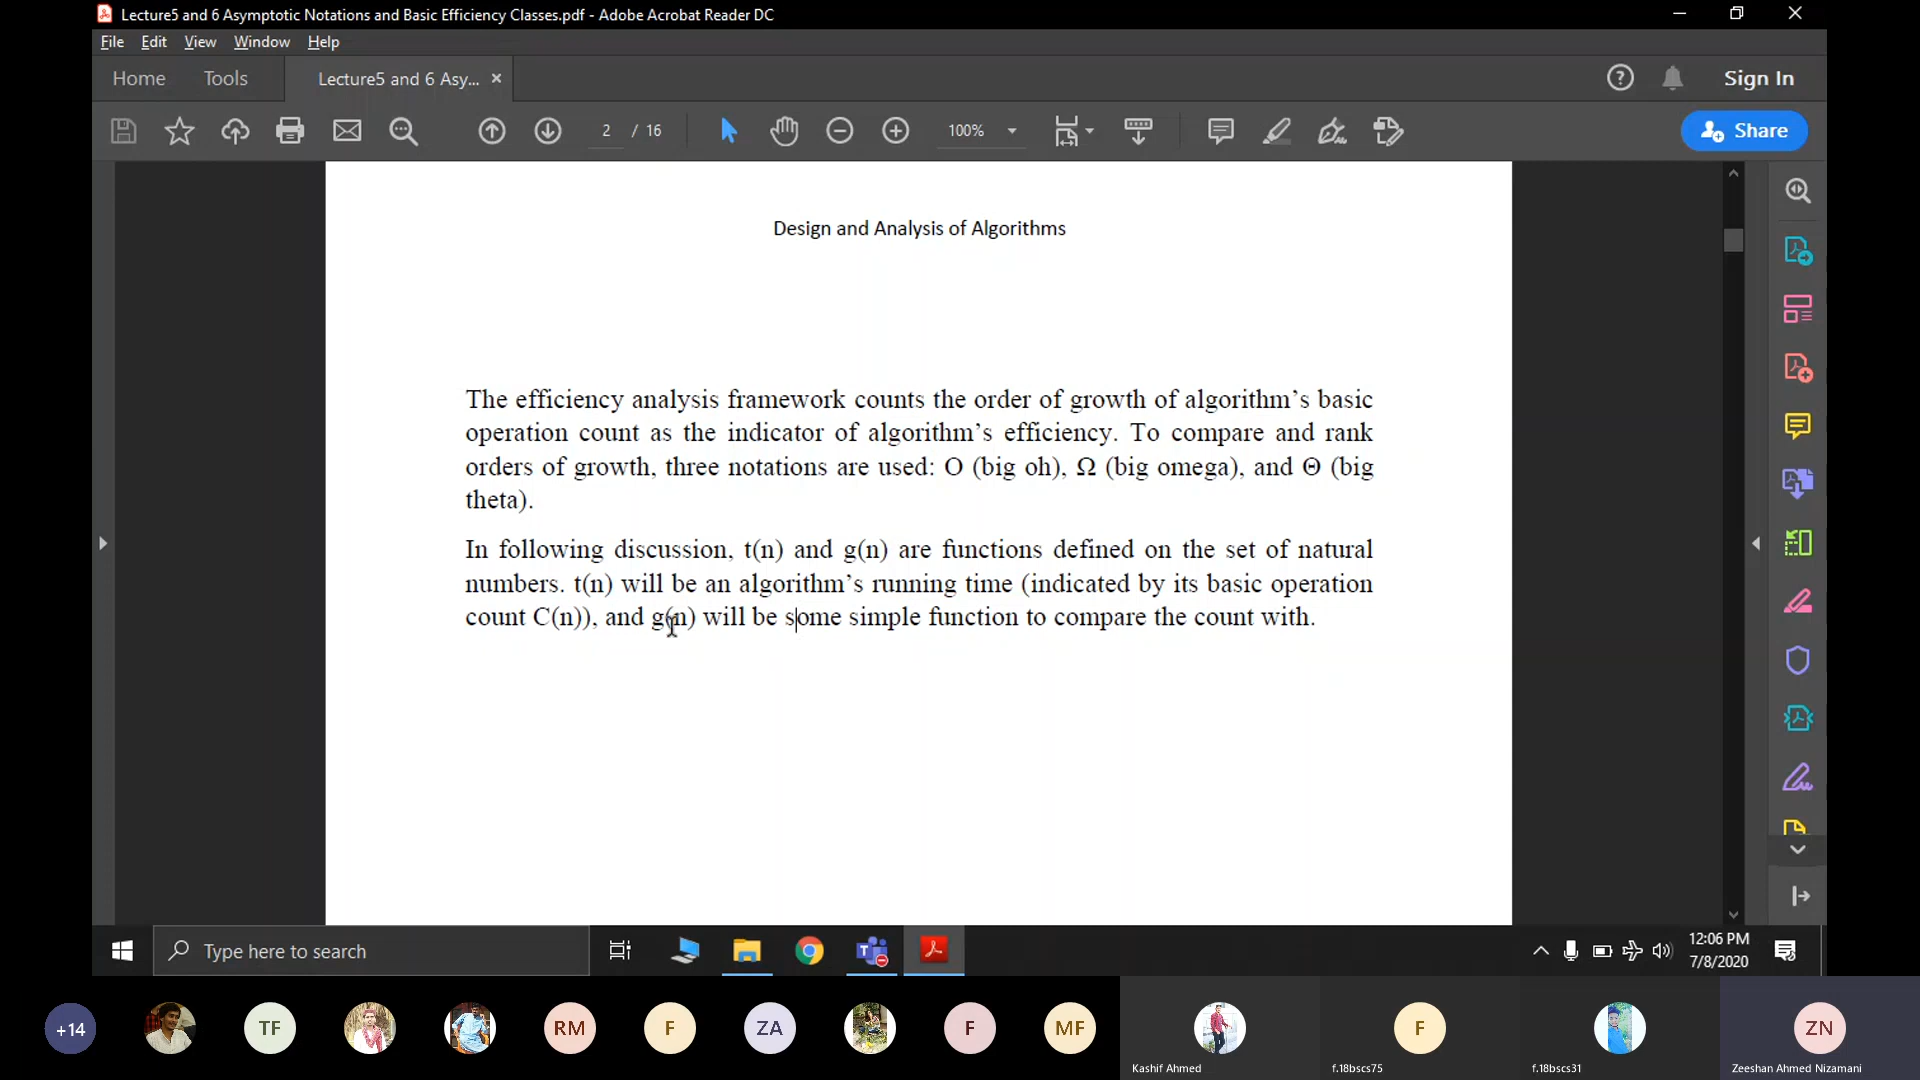 Lecture5 and 6 Asymptotic Notations and Basic Efficiency Classes.pdf - Adobe Acrobat Reader DC
File Edit View Window Help
Home Tools Lecture5 and 6 Asy... ×
Sign In
2 / 16 100% Share
Design and Analysis of Algorithms
The efficiency analysis framework counts the order of growth of algorithm’s basic
operation count as the indicator of algorithm’s efficiency. To compare and rank
orders of growth, three notations are used: O (big oh), Ω (big omega), and Θ (big
theta).
In following discussion, t(n) and g(n) are functions defined on the set of natural
numbers. t(n) will be an algorithm’s running time (indicated by its basic operation
count C(n)), and g(n) will be some simple function to compare the count with.
Type here to search
12:06 PM
7/8/2020
+14 TF RM F ZA F MF F ZN
Kashif Ahmed f.18bscs75 f.18bscs31 Zeeshan Ahmed Nizamani